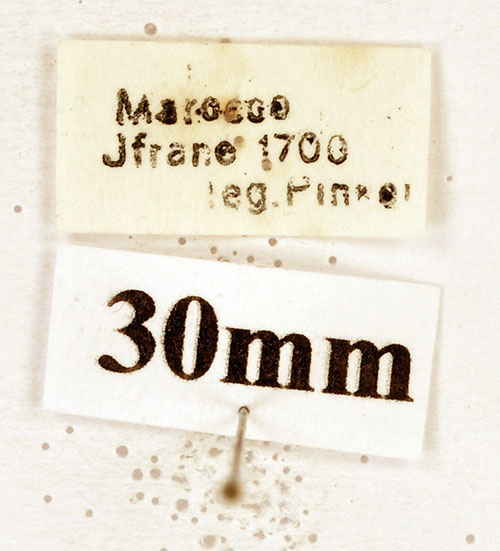 Marocco
Jfrane 1700
leg. Pinker
30mm